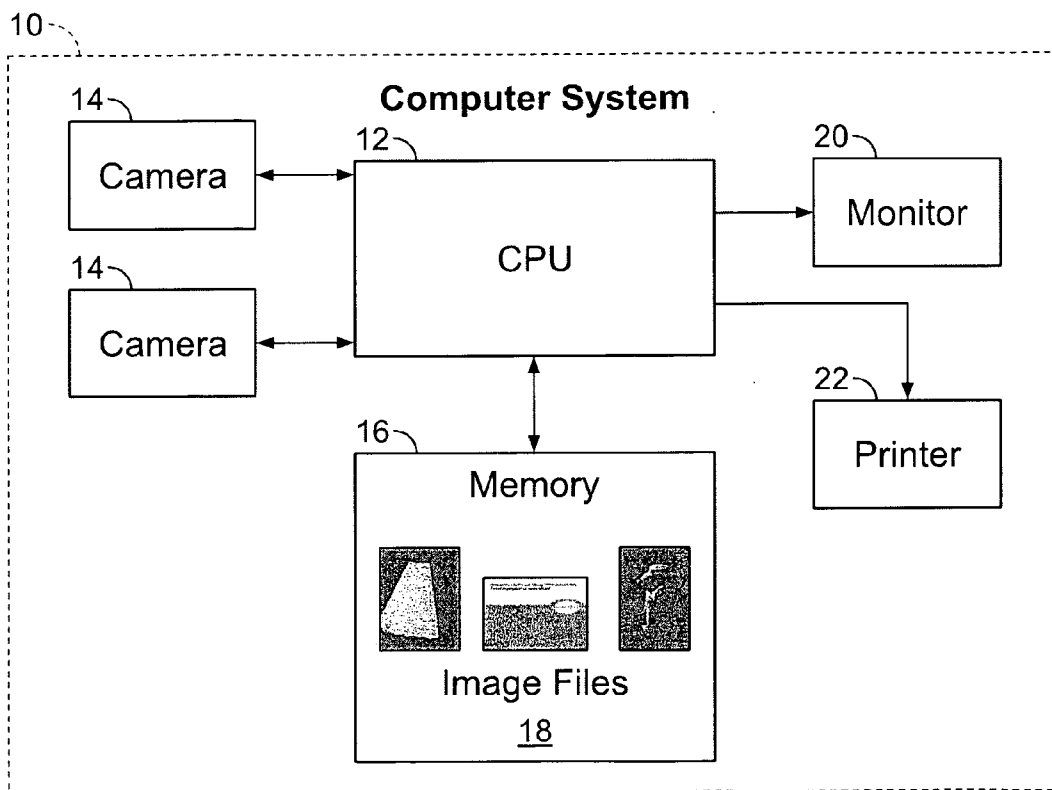 10
Computer System
14
Camera
12
CPU
20
Monitor
14
Camera
22
Printer
16
Memory
Image Files
18